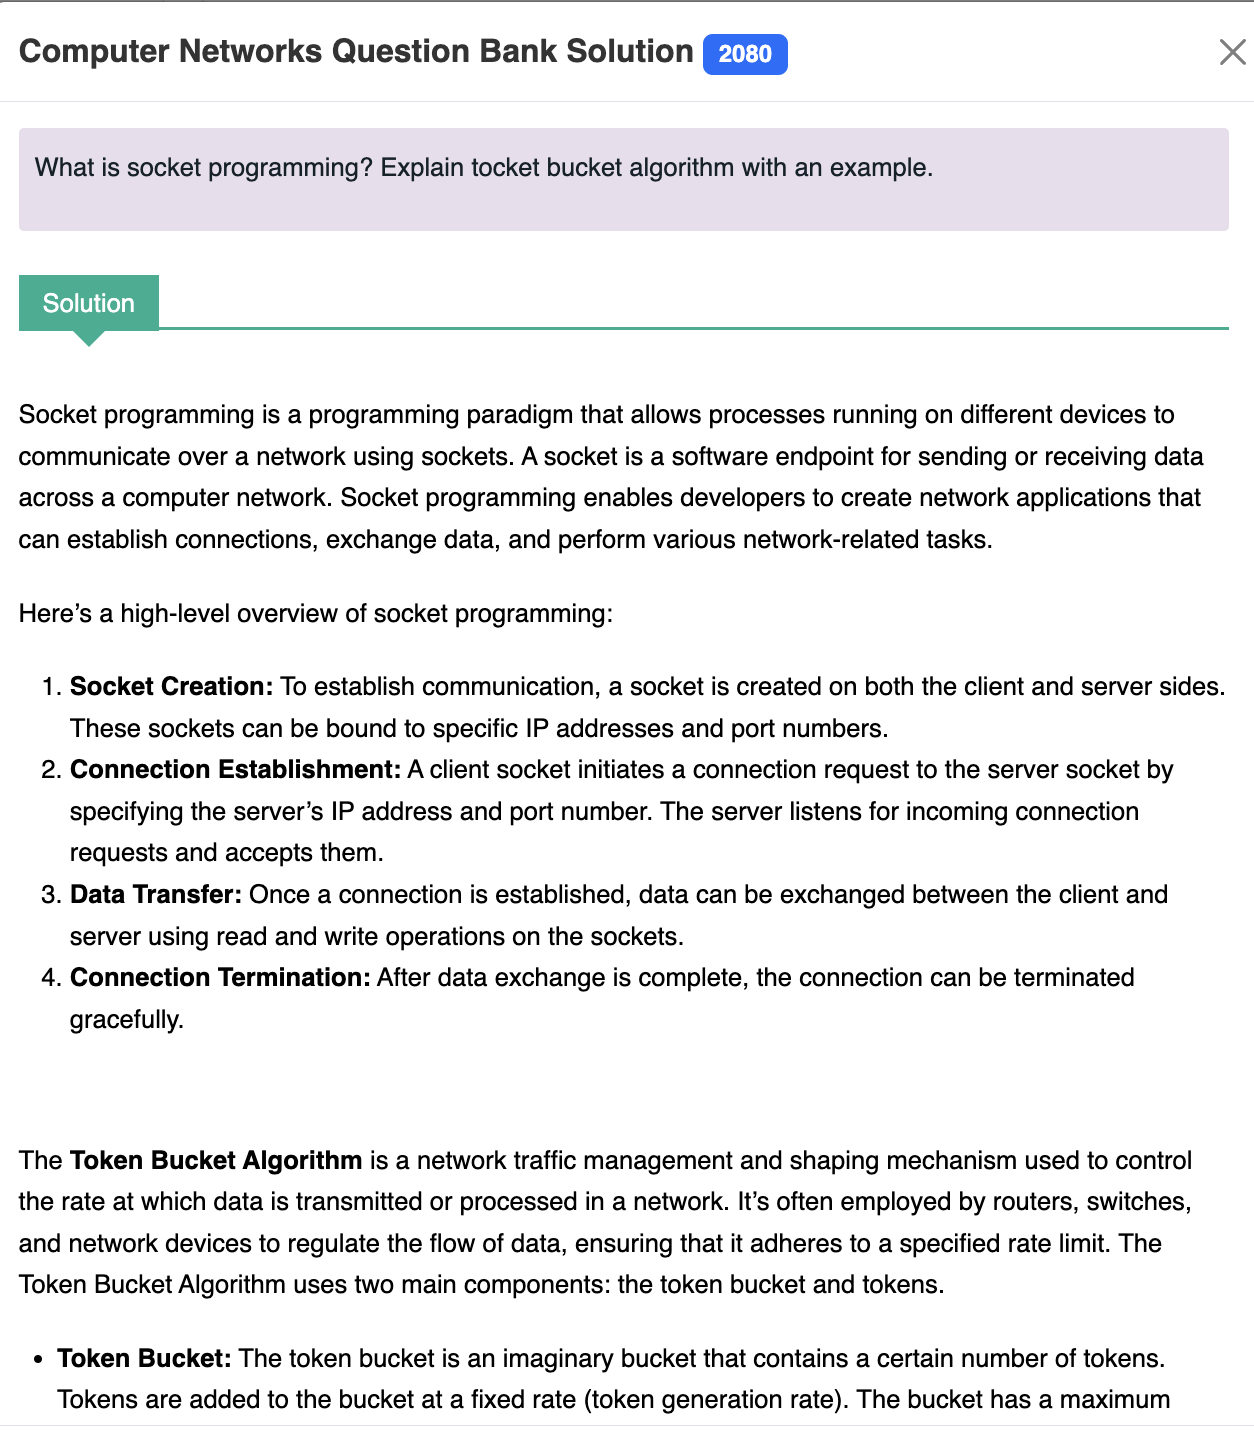 Computer Networks Question Bank Solution 2080
What is socket programming? Explain tocket bucket algorithm with an example.
Solution
Socket programming is a programming paradigm that allows processes running on different devices to
communicate over a network using sockets. A socket is a software endpoint for sending or receiving data
across a computer network. Socket programming enables developers to create network applications that
can establish connections, exchange data, and perform various network-related tasks.
Here’s a high-level overview of socket programming:
1. Socket Creation: To establish communication, a socket is created on both the client and server sides.
These sockets can be bound to specific IP addresses and port numbers.
2. Connection Establishment: A client socket initiates a connection request to the server socket by
specifying the server’s IP address and port number. The server listens for incoming connection
requests and accepts them.
3. Data Transfer: Once a connection is established, data can be exchanged between the client and
server using read and write operations on the sockets.
4. Connection Termination: After data exchange is complete, the connection can be terminated
gracefully.
The Token Bucket Algorithm is a network traffic management and shaping mechanism used to control
the rate at which data is transmitted or processed in a network. It’s often employed by routers, switches,
and network devices to regulate the flow of data, ensuring that it adheres to a specified rate limit. The
Token Bucket Algorithm uses two main components: the token bucket and tokens.
• Token Bucket: The token bucket is an imaginary bucket that contains a certain number of tokens.
Tokens are added to the bucket at a fixed rate (token generation rate). The bucket has a maximum